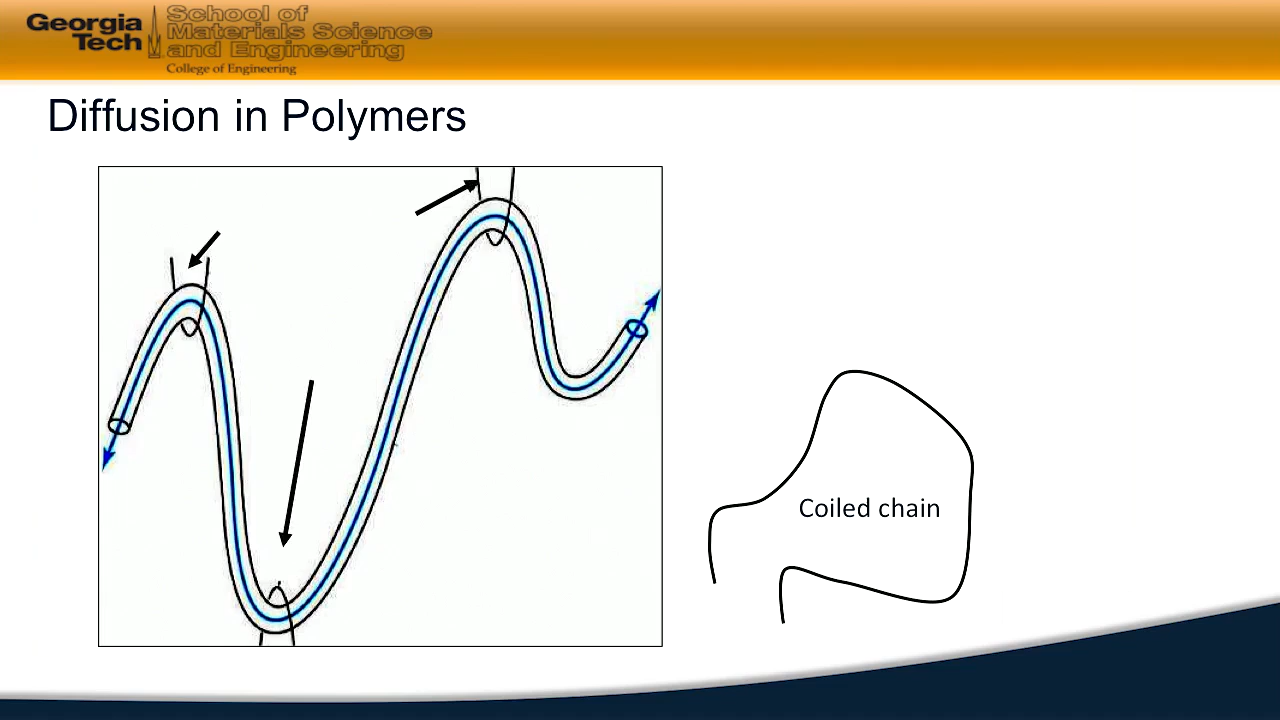 Georgia
Tech
School of
Materials Science
and Engineering
College of Engineering
Diffusion in Polymers
Coiled chain